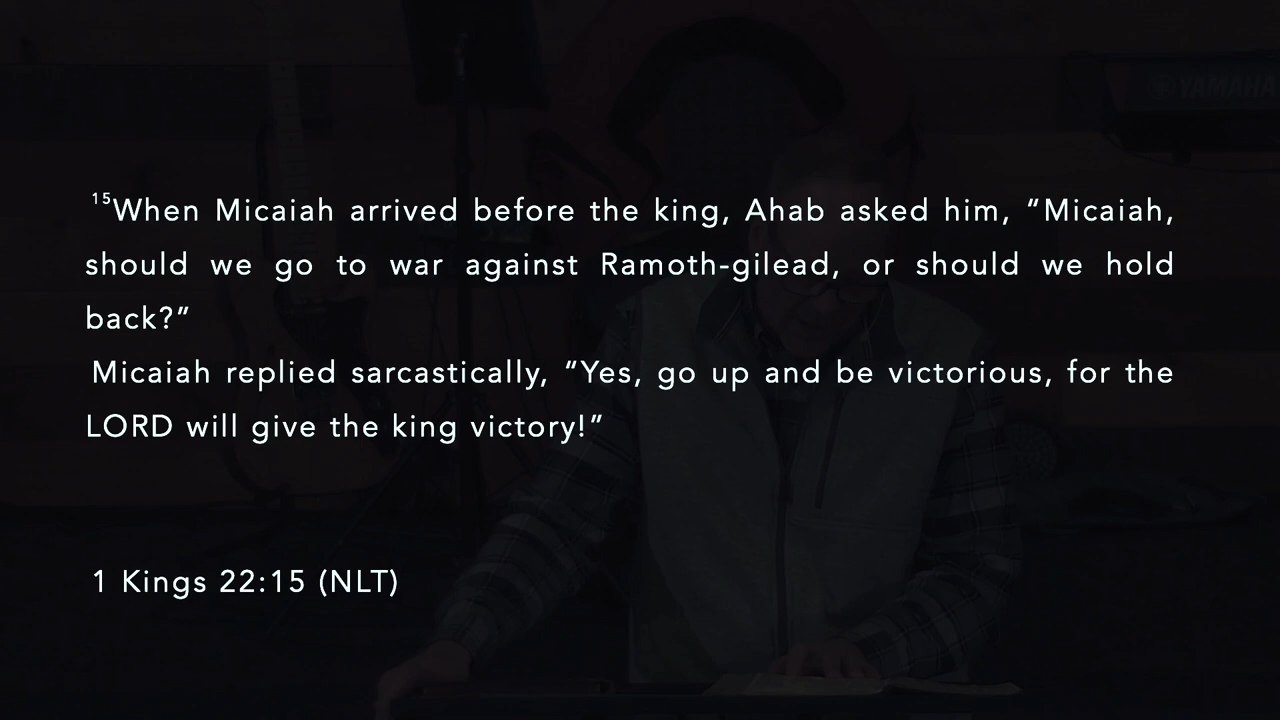 15When Micaiah arrived before the king, Ahab asked him, “Micaiah,
should we go to war against Ramoth-gilead, or should we hold
back?”
Micaiah replied sarcastically, “Yes, go up and be victorious, for the
LORD will give the king victory!”
1 Kings 22:15 (NLT)
YAMAHA